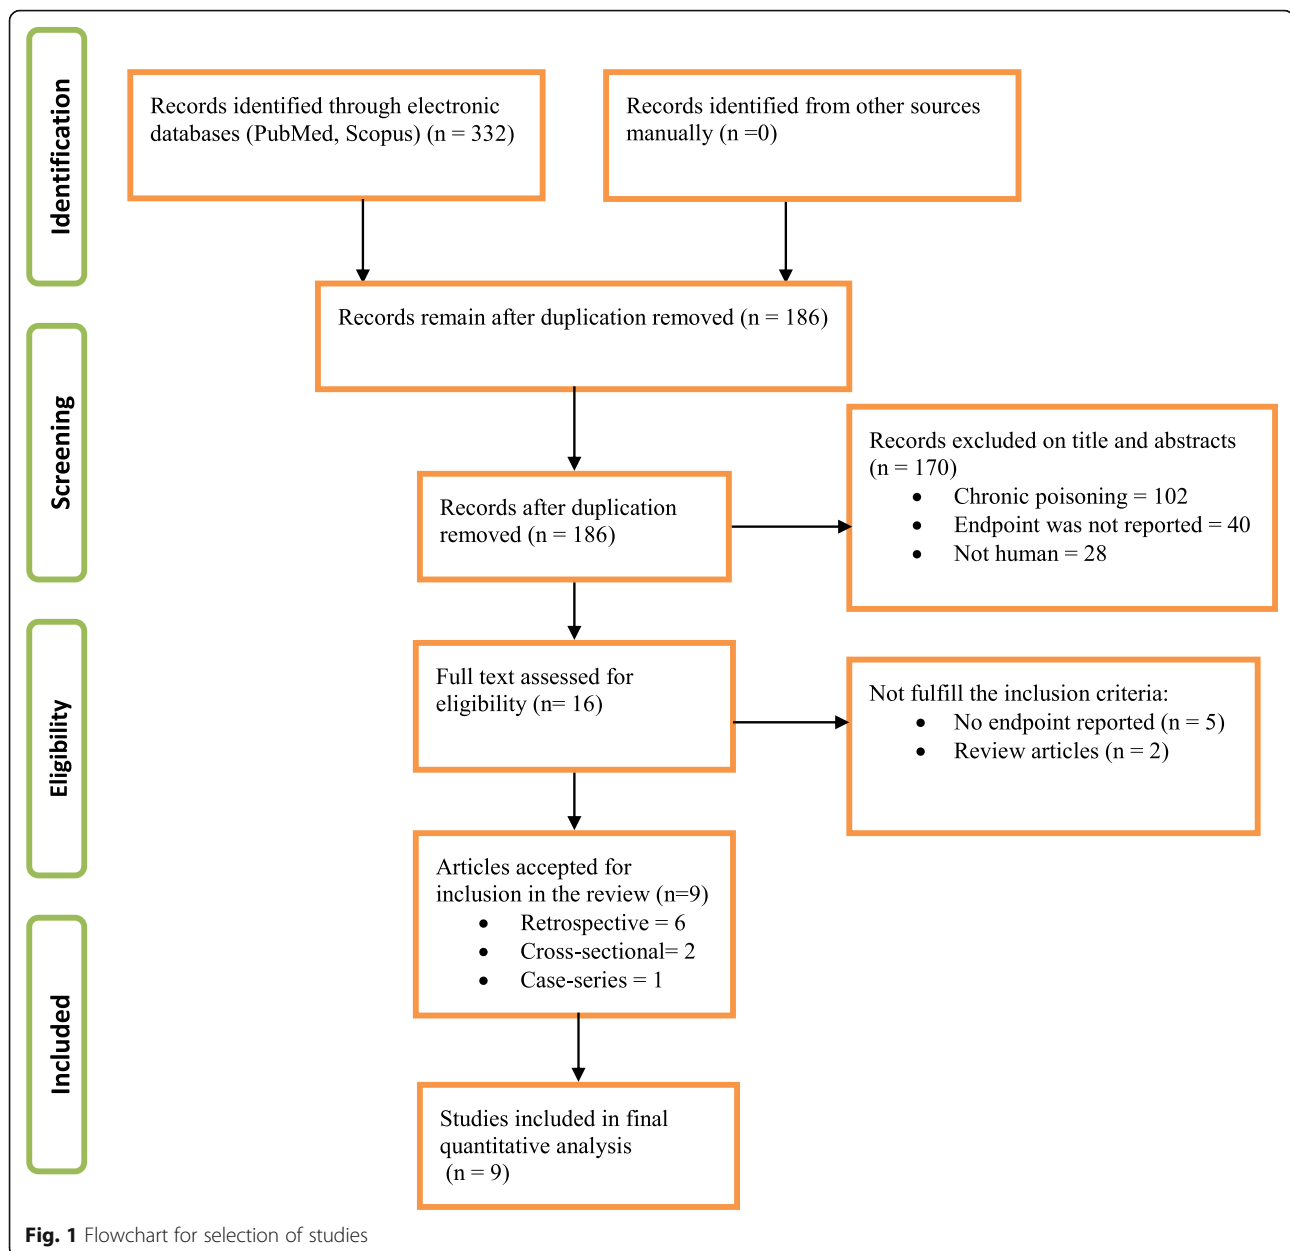 Identification
Records identified through electronic
databases (PubMed, Scopus) (n = 332)
Records identified from other sources
manually (n =0)
Records remain after duplication removed (n = 186)
Screening
Records after duplication
removed (n = 186)
Records excluded on title and abstracts
(n = 170)
• Chronic poisoning = 102
• Endpoint was not reported = 40
• Not human = 28
Eligibility
Full text assessed for
eligibility (n= 16)
Not fulfill the inclusion criteria:
• No endpoint reported (n = 5)
• Review articles (n = 2)
Articles accepted for
inclusion in the review (n=9)
• Retrospective = 6
• Cross-sectional= 2
• Case-series = 1
Included
Studies included in final
quantitative analysis
(n = 9)
Fig. 1 Flowchart for selection of studies